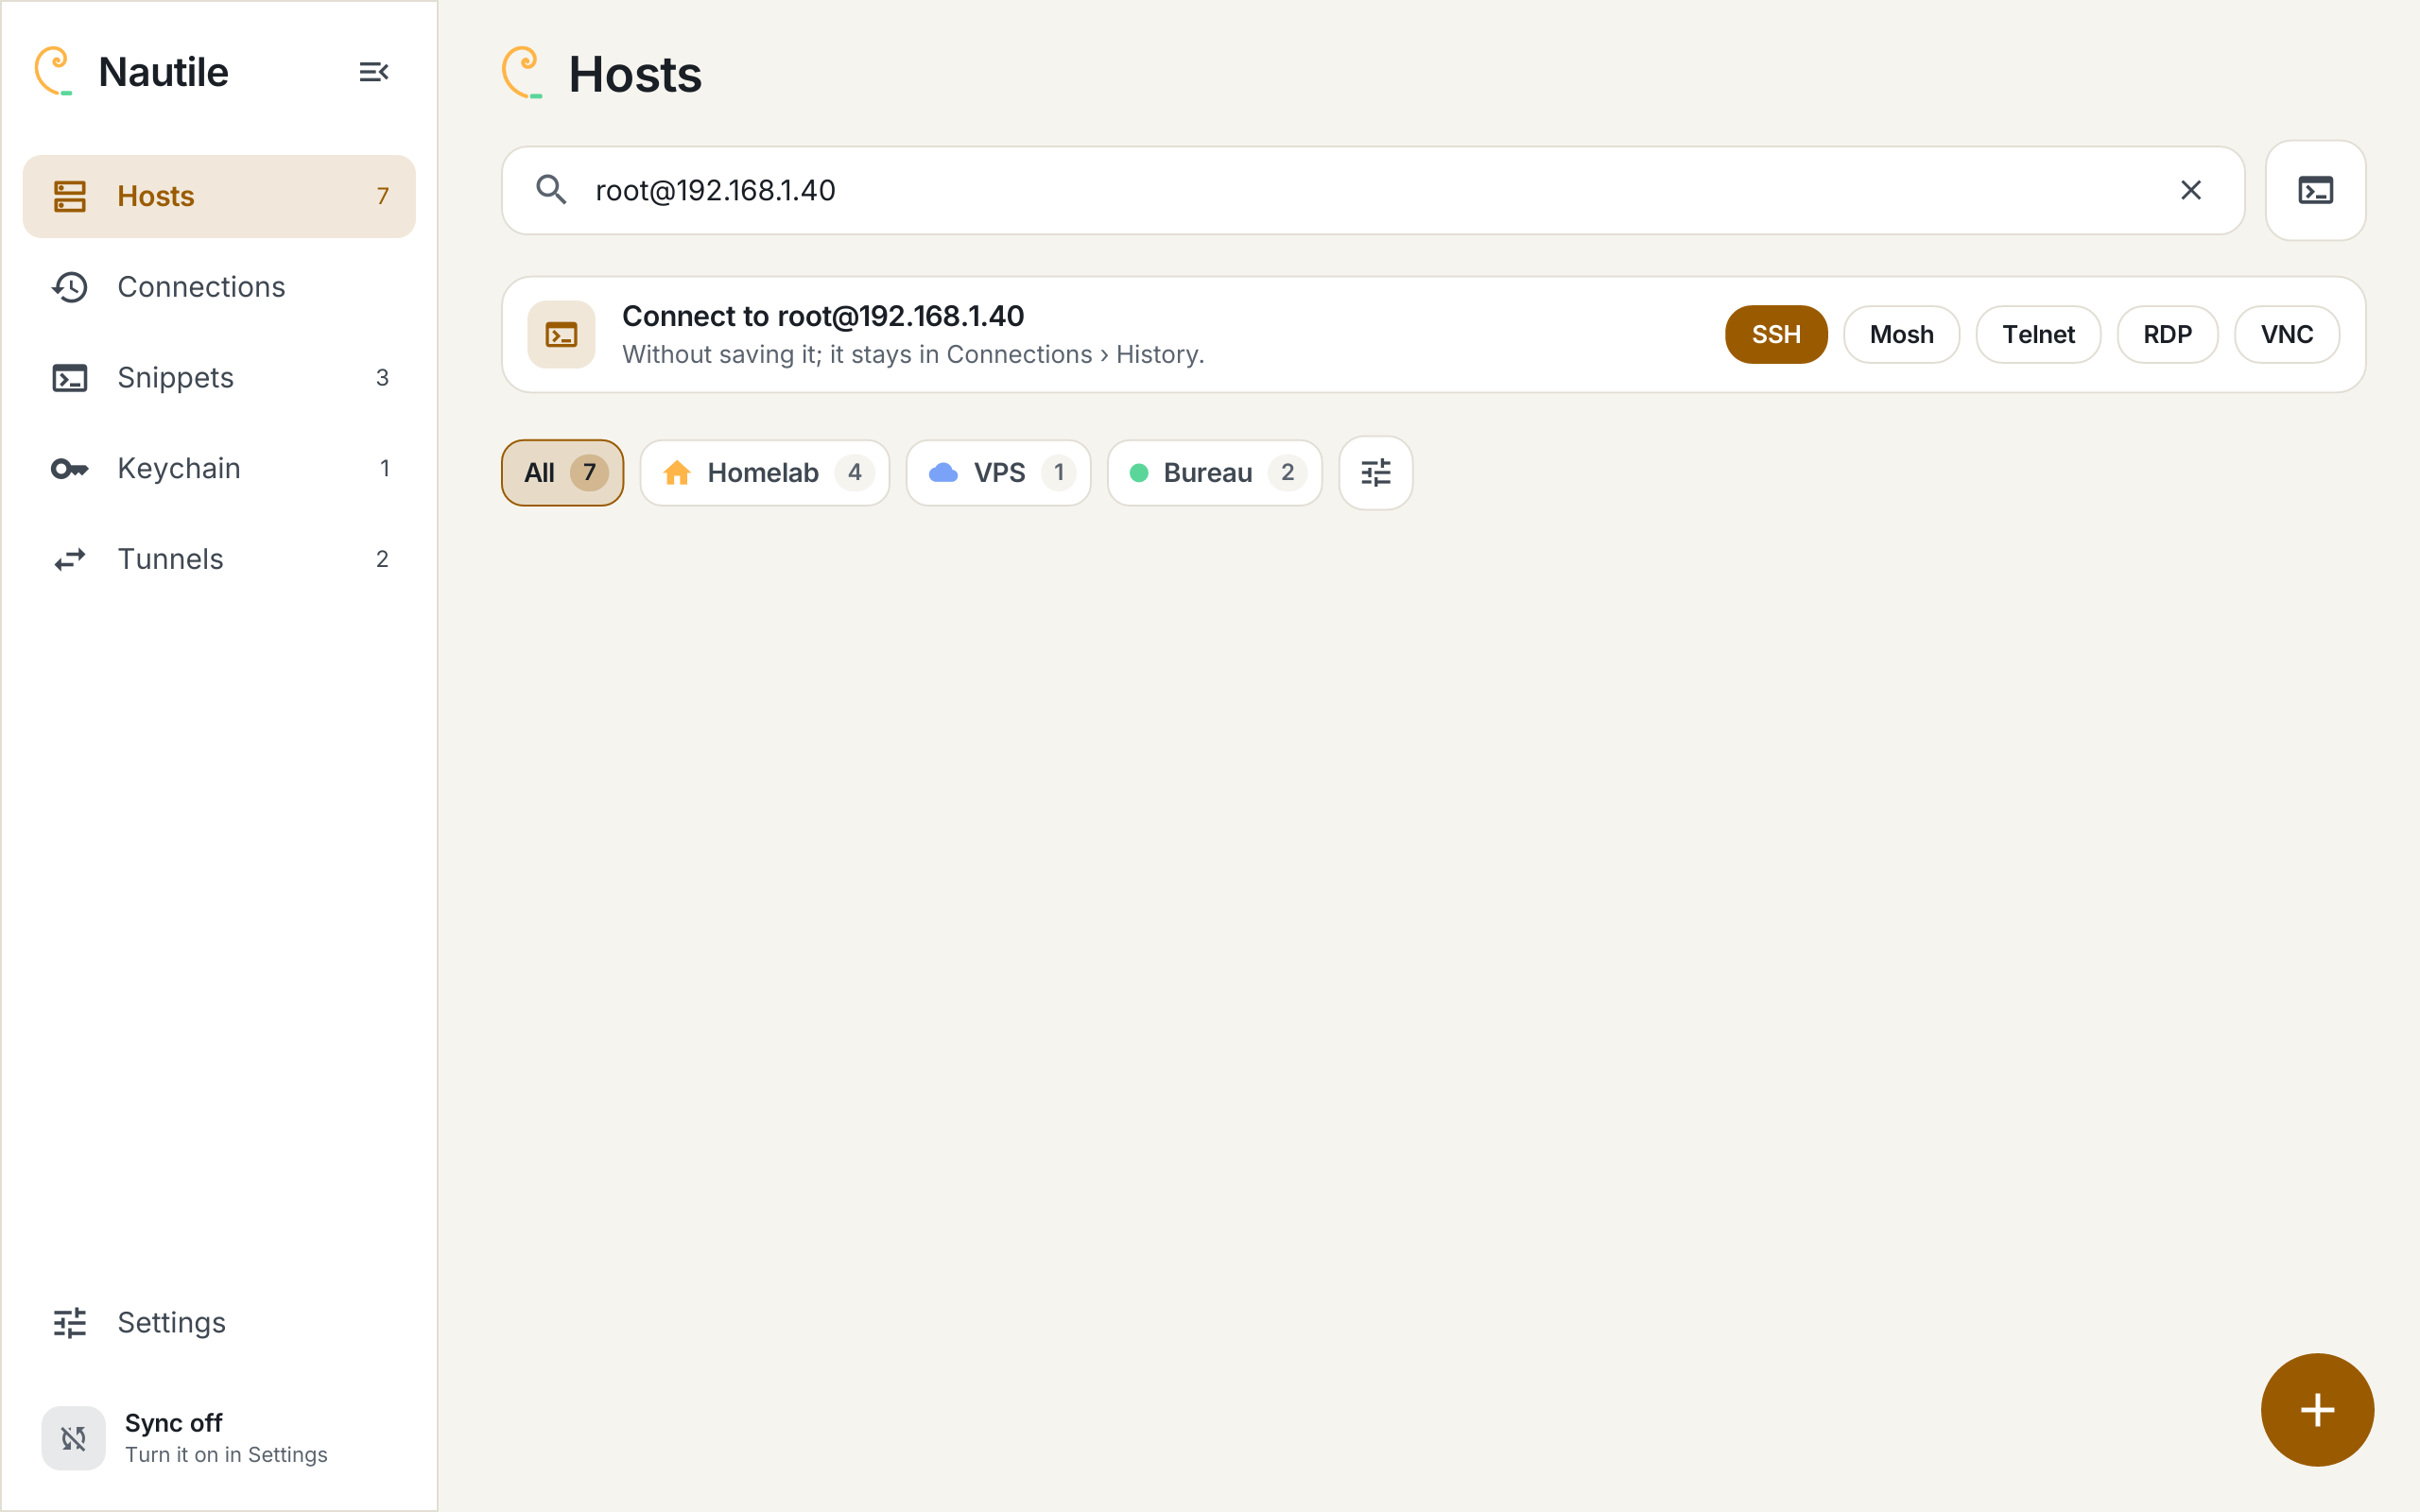 Nautile
Hosts 7
Connections
Snippets 3
Keychain 1
Tunnels 2
Settings
Sync off
Turn it on in Settings
Hosts
root@192.168.1.40
Connect to root@192.168.1.40
Without saving it; it stays in Connections › History.
SSH Mosh Telnet RDP VNC
All 7 Homelab 4 VPS 1 Bureau 2